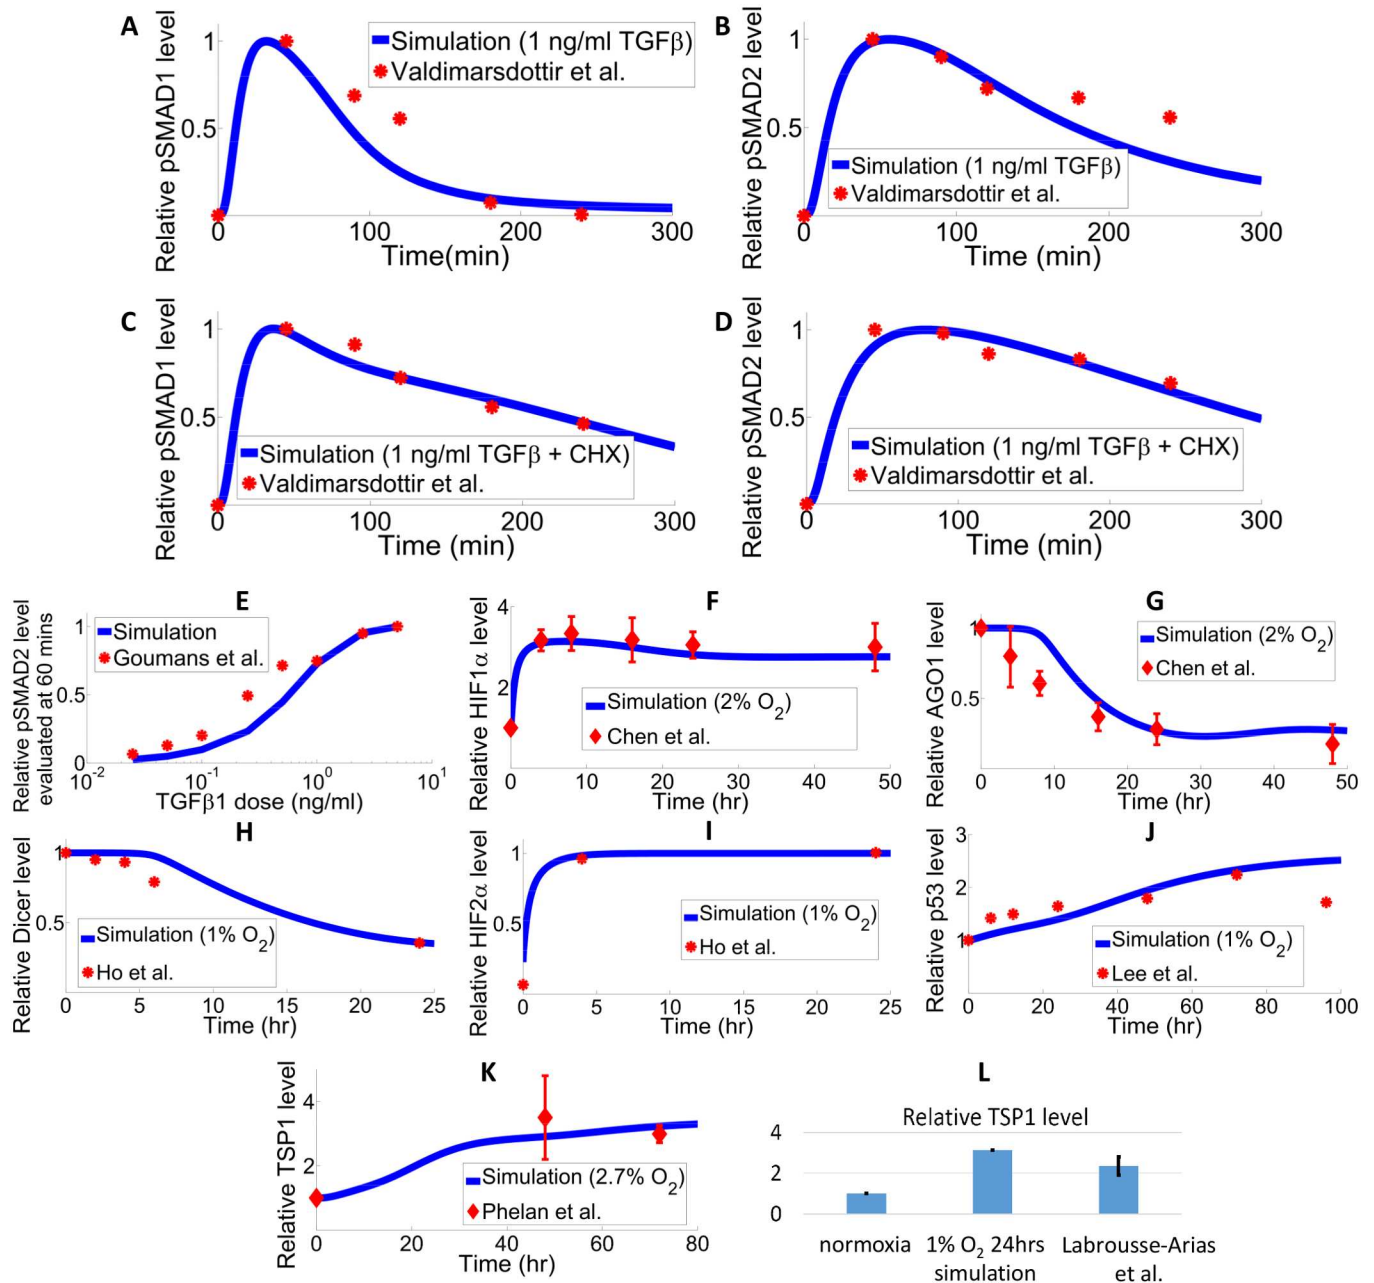 A
Relative pSMAD1 level
1
0.5
0
Simulation (1 ng/ml TGFβ)
Valdimarsdottir et al.
0 100 200 300
Time(min)
B
Relative pSMAD2 level
1
0.5
0
Simulation (1 ng/ml TGFβ)
Valdimarsdottir et al.
0 100 200 300
Time (min)
C
Relative pSMAD1 level
1
0.5
0
Simulation (1 ng/ml TGFβ + CHX)
Valdimarsdottir et al.
0 100 200 300
Time (min)
D
Relative pSMAD2 level
1
0.5
0
Simulation (1 ng/ml TGFβ + CHX)
Valdimarsdottir et al.
0 100 200 300
Time (min)
E
Relative pSMAD2 level
evaluated at 60 mins
1
0.5
0
Simulation
Goumans et al.
10⁻² 10⁻¹ 10⁰ 10¹
TGFβ1 dose (ng/ml)
F
Relative HIF1α level
4
2
Simulation (2% O₂)
Chen et al.
0 10 20 30 40 50
Time (hr)
G
Relative AGO1 level
1
0.5
Simulation (2% O₂)
Chen et al.
0 10 20 30 40 50
Time (hr)
H
Relative Dicer level
1
0.5
Simulation (1% O₂)
Ho et al.
0 5 10 15 20 25
Time (hr)
I
Relative HIF2α level
1
0.5
Simulation (1% O₂)
Ho et al.
0 5 10 15 20 25
Time (hr)
J
Relative p53 level
3
2
1
Simulation (1% O₂)
Lee et al.
0 20 40 60 80 100
Time (hr)
K
Relative TSP1 level
4
2
Simulation (2.7% O₂)
Phelan et al.
0 20 40 60 80
Time (hr)
L
Relative TSP1 level
4
2
0
normoxia
1% O₂ 24hrs
simulation
Labrousse-Arias
et al.